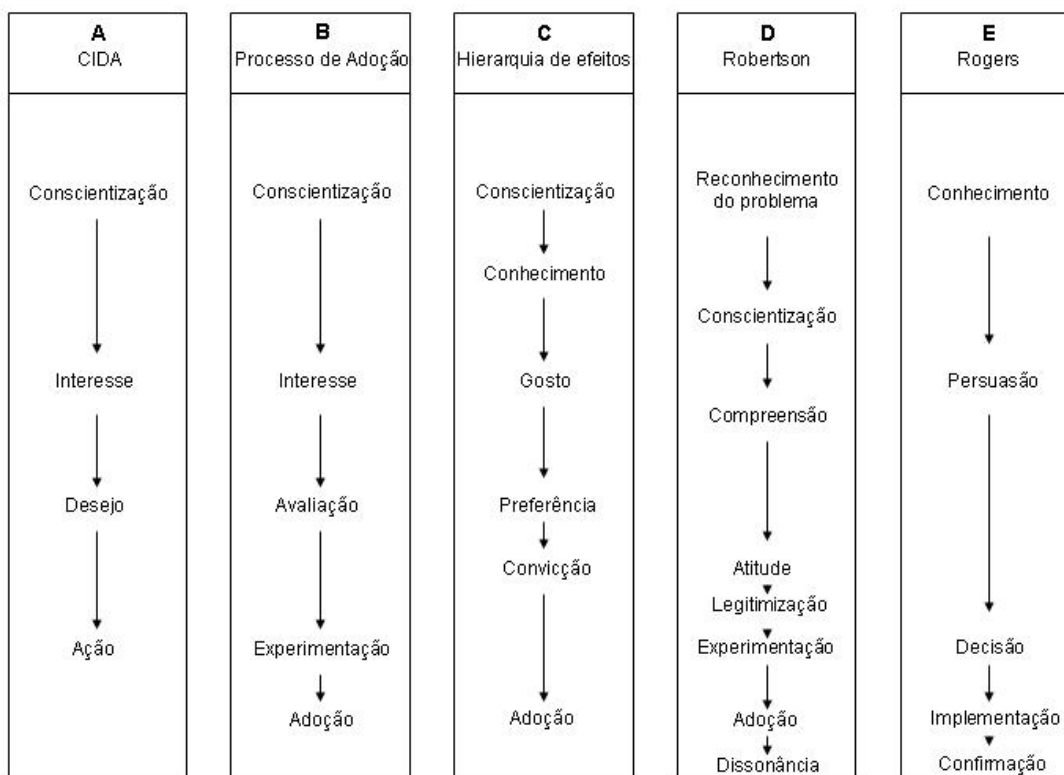 A
CIDA
Conscientização
Interesse
Desejo
Ação
B
Processo de Adoção
Conscientização
Interesse
Avaliação
Experimentação
Adoção
C
Hierarquia de efeitos
Conscientização
Conhecimento
Gosto
Preferência
Convicção
Adoção
D
Robertson
Reconhecimento
do problema
Conscientização
Compreensão
Atitude
Legitimização
Experimentação
Adoção
Dissonância
E
Rogers
Conhecimento
Persuasão
Decisão
Implementação
Confirmação